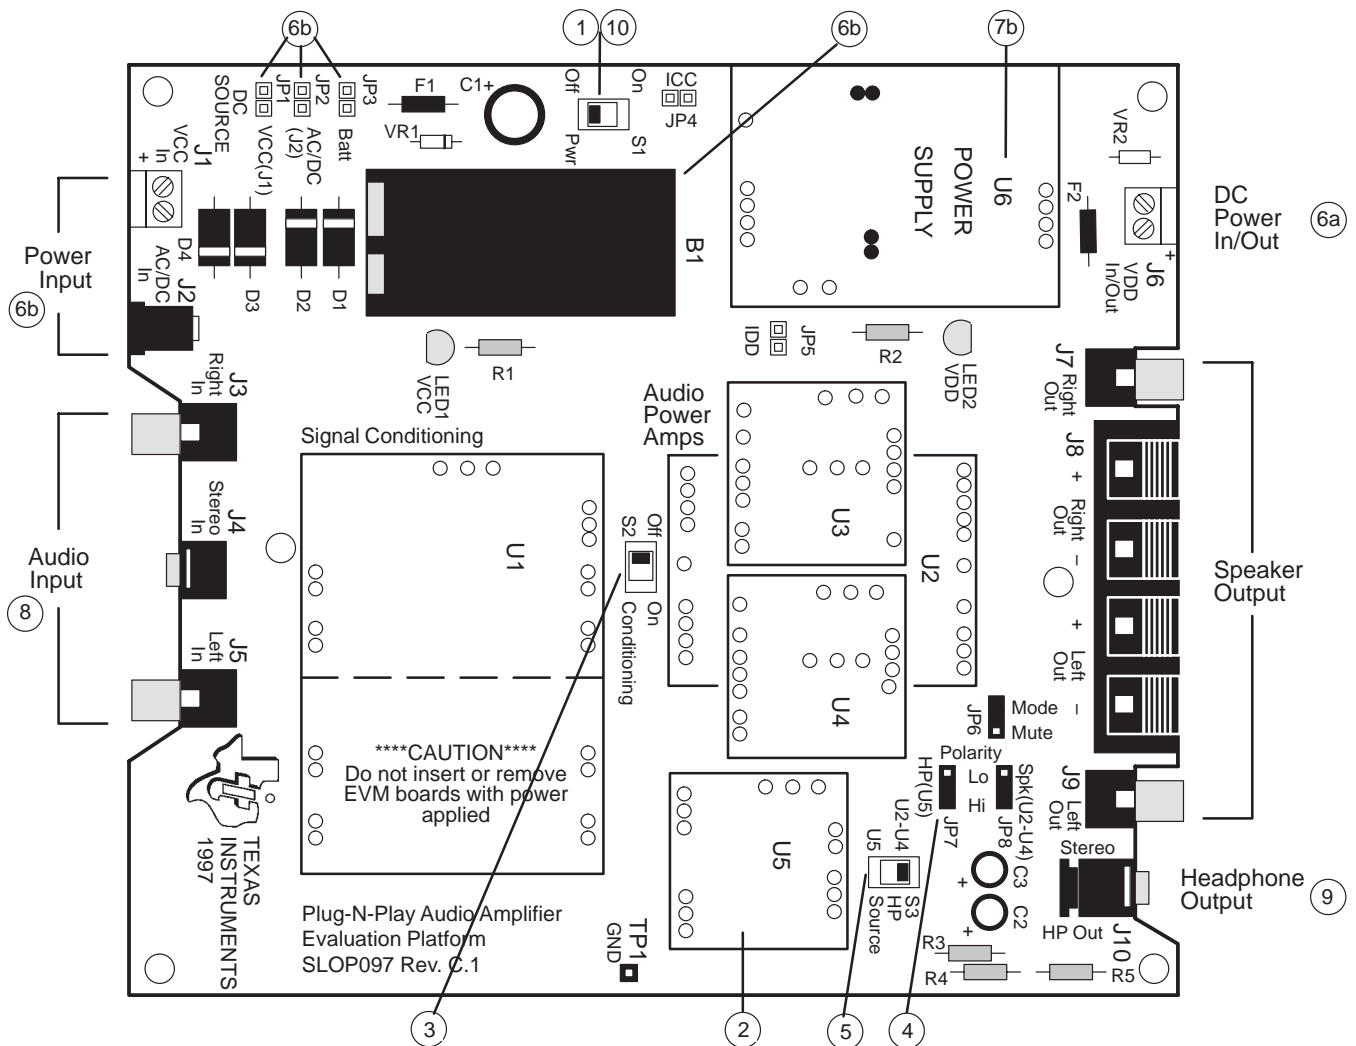 6b
1
10
6b
7b
Off
On
Pwr
S1
ICC
JP4
DC
SOURCE
JP1
VCC(J1)
JP2
AC/DC
(J2)
JP3
Batt
F1
VR1
C1+
J1
VCC
In
+
Power
Input
6b
D4
D3
D2
D1
J2
AC/DC
In
B1
U6
POWER
SUPPLY
VR2
F2
J6
VDD
In/Out
+
DC
Power
In/Out
6a
LED1
VCC
R1
IDD
JP5
R2
LED2
VDD
J3
Right
In
J4
Stereo
In
J5
Left
In
Audio
Input
8
Signal Conditioning
U1
Audio
Power
Amps
U3
U2
U4
S2
Off
On
Conditioning
J7
Right
Out
J8
+
Right
Out
–
+
Left
Out
–
Speaker
Output
JP6
Mode
Mute
Polarity
Lo
Hi
HP(U5)
JP7
Spk(U2-U4)
JP8
J9
Left
Out
****CAUTION****
Do not insert or remove
EVM boards with power
applied
TEXAS
INSTRUMENTS
1997
U5
U5
U2-U4
S3
HP
Source
C3
+
C2
+
R3
R4
R5
Stereo
HP Out
J10
Headphone
Output
9
Plug-N-Play Audio Amplifier
Evaluation Platform
SLOP097 Rev. C.1
TP1
GND
3
2
5
4